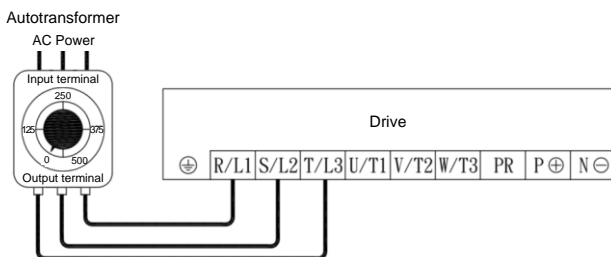 Autotransformer
AC Power
Input terminal
250
125
375
0
500
Output terminal
Drive
R/L1 S/L2 T/L3 U/T1 V/T2 W/T3 PR P⊕ N⊖